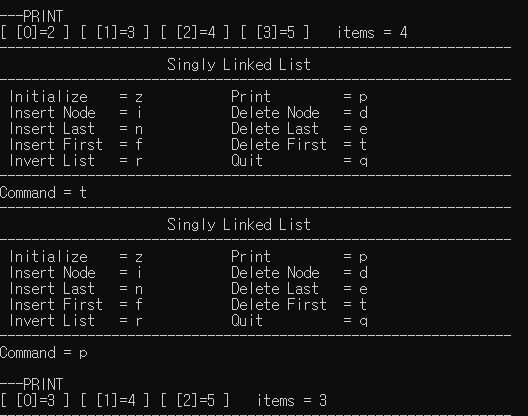 ---PRINT
[ [0]=2 ] [ [1]=3 ] [ [2]=4 ] [ [3]=5 ]   items = 4
----------------------------------------------------------------
                     Singly Linked List
----------------------------------------------------------------
 Initialize    = z           Print         = p
 Insert Node   = i           Delete Node   = d
 Insert Last   = n           Delete Last   = e
 Insert First  = f           Delete First  = t
 Invert List   = r           Quit          = q
----------------------------------------------------------------
Command = t
----------------------------------------------------------------
                     Singly Linked List
----------------------------------------------------------------
 Initialize    = z           Print         = p
 Insert Node   = i           Delete Node   = d
 Insert Last   = n           Delete Last   = e
 Insert First  = f           Delete First  = t
 Invert List   = r           Quit          = q
----------------------------------------------------------------
Command = p

---PRINT
[ [0]=3 ] [ [1]=4 ] [ [2]=5 ]   items = 3
----------------------------------------------------------------